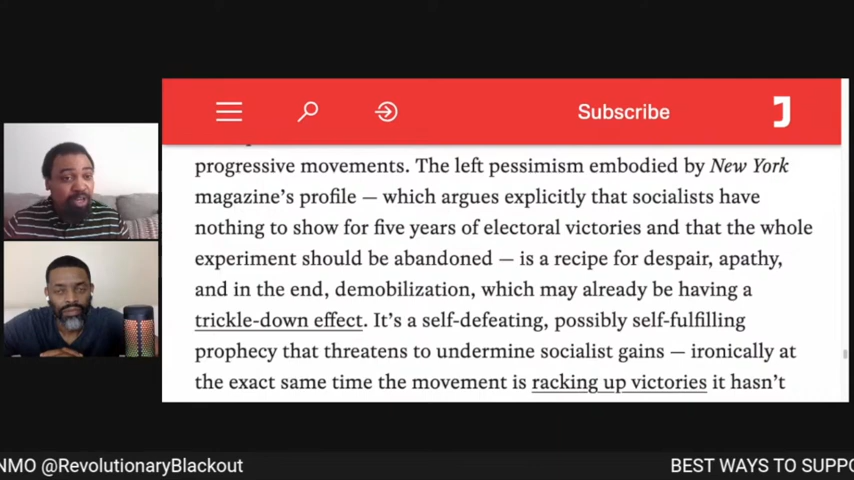 Subscribe
progressive movements. The left pessimism embodied by New York
magazine's profile — which argues explicitly that socialists have
nothing to show for five years of electoral victories and that the whole
experiment should be abandoned — is a recipe for despair, apathy,
and in the end, demobilization, which may already be having a
trickle-down effect. It's a self-defeating, possibly self-fulfilling
prophecy that threatens to undermine socialist gains — ironically at
the exact same time the movement is racking up victories it hasn't
NMO @RevolutionaryBlackout
BEST WAYS TO SUPPO